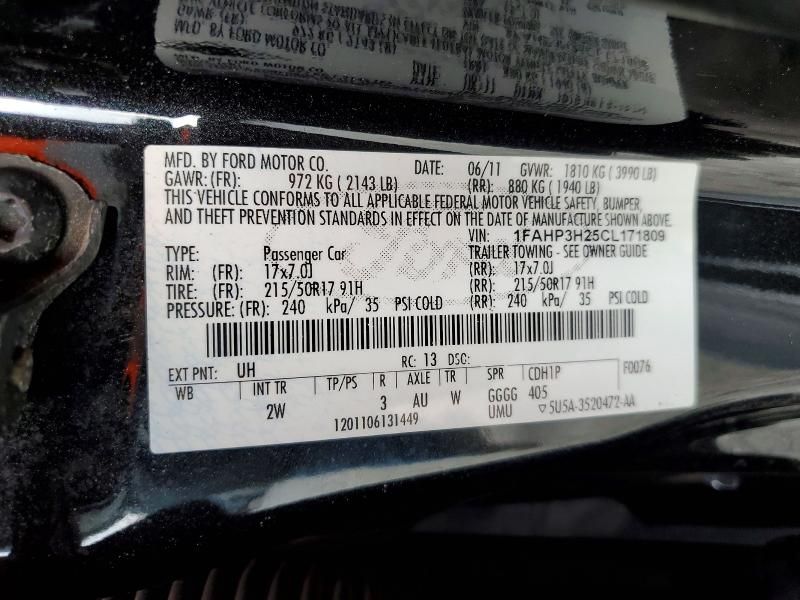 MFD. BY FORD MOTOR CO. DATE: 06/11 GVWR: 1810 KG ( 3990 LB)
GAWR: (FR): 972 KG ( 2143 LB) (RR): 880 KG ( 1940 LB)
THIS VEHICLE CONFORMS TO ALL APPLICABLE FEDERAL MOTOR VEHICLE SAFETY, BUMPER,
AND THEFT PREVENTION STANDARDS IN EFFECT ON THE DATE OF MANUFACTURE SHOWN ABOVE.
VIN: 1FAHP3H25CL171809
TYPE: Passenger Car TRAILER TOWING - SEE OWNER GUIDE
RIM: (FR): 17x7.0J (RR): 17x7.0J
TIRE: (FR): 215/50R17 91H (RR): 215/50R17 91H
PRESSURE: (FR): 240 kPa/ 35 PSI COLD (RR): 240 kPa/ 35 PSI COLD
EXT PNT: UH RC: 13 DSO: F0076
WB INT TR TP/PS R AXLE TR SPR CDH1P
2W 3 AU W GGGG 405
1201106131449 UMU ▽5U5A-3520472-AA